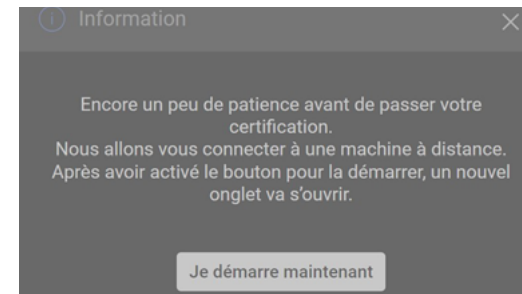 Information
Encore un peu de patience avant de passer votre
certification.
Nous allons vous connecter à une machine à distance.
Après avoir activé le bouton pour la démarrer, un nouvel
onglet va s’ouvrir.
Je démarre maintenant